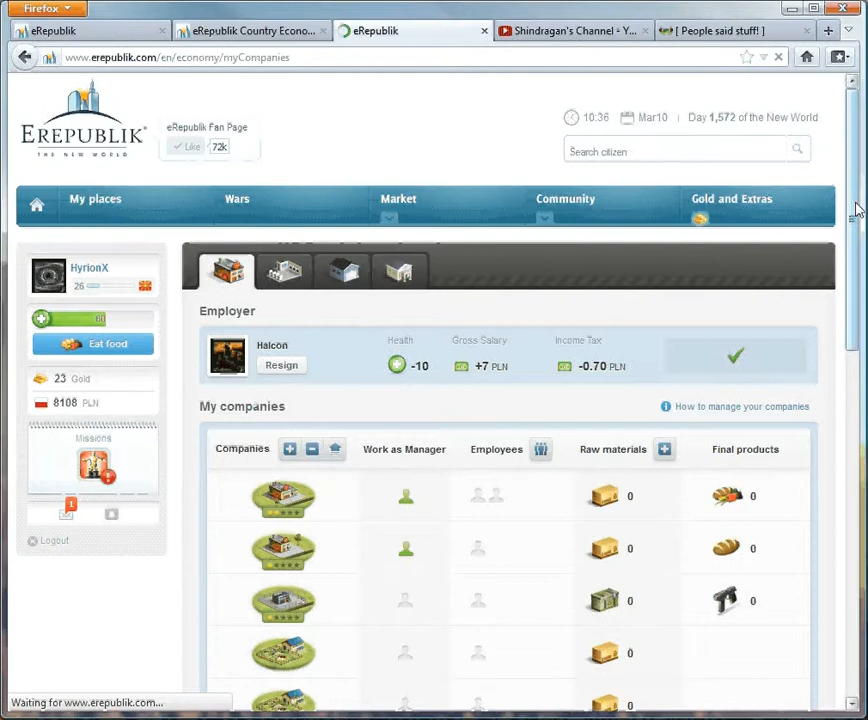 Firefox
eRepublik
eRepublik Country Econo...
eRepublik
Shindragan's Channel - Y...
[ People said stuff! ]
www.erepublik.com/en/economy/myCompanies
EREPUBLIK
THE NEW WORLD
eRepublik Fan Page
Like
72k
10:36
Mar10
Day 1,572 of the New World
Search citizen
My places
Wars
Market
Community
Gold and Extras
HyrionX
26
60
Eat food
23 Gold
8108 PLN
Missions
1
Logout
Employer
Halcon
Resign
Health
-10
Gross Salary
+7 PLN
Income Tax
-0.70 PLN
My companies
How to manage your companies
Companies
Work as Manager
Employees
Raw materials
Final products
0
0
0
0
0
0
0
0
Waiting for www.erepublik.com...